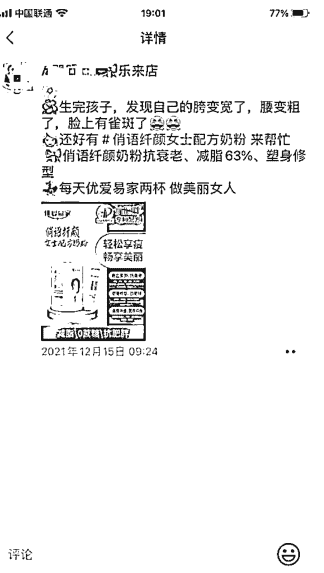 中国联通
19:01
77%
详情
乐来店
生完孩子，发现自己的胯变宽了，腰变粗
了，脸上有雀斑了
还好有 # 俏语纤颜女士配方奶粉 来帮忙
俏语纤颜奶粉抗衰老、减脂63%、塑身修
型
每天优爱易家两杯 做美丽女人
俏语纤颜
女士配方奶粉
轻松享瘦
畅享美丽
2021年12月15日 09:24
评论